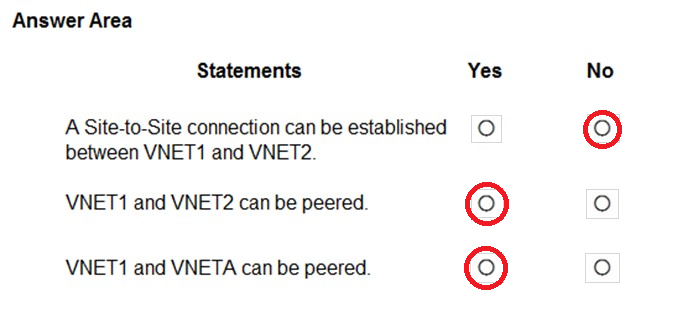 Answer Area
Statements Yes No
A Site-to-Site connection can be established
between VNET1 and VNET2.
VNET1 and VNET2 can be peered.
VNET1 and VNETA can be peered.